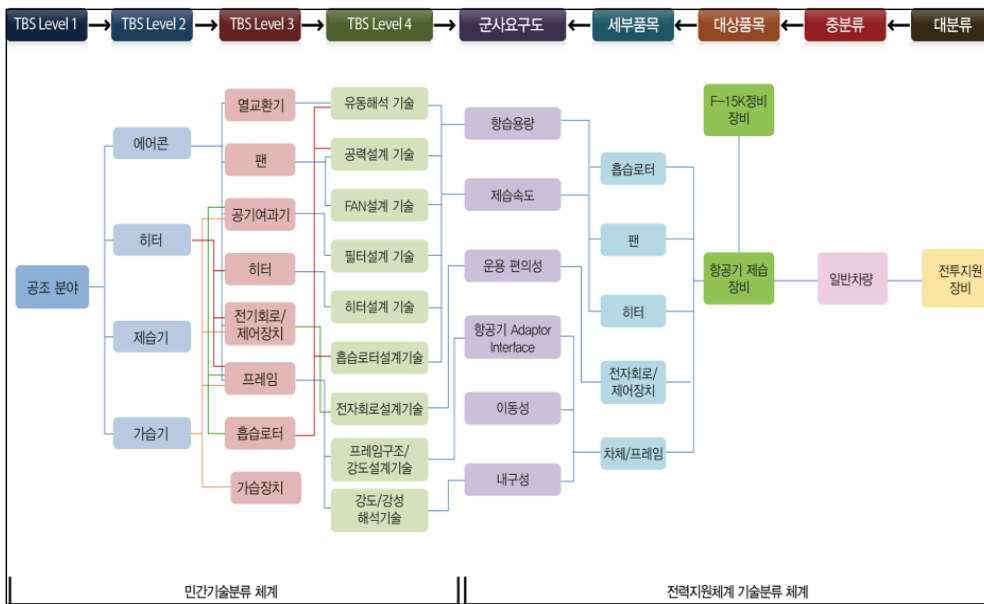 TBS Level 1
TBS Level 2
TBS Level 3
TBS Level 4
군사요구도
세부품목
대상품목
중분류
대분류
공조 분야
에어콘
히터
제습기
가습기
열교환기
팬
공기여과기
히터
전기회로/
제어장치
프레임
흡습로터
가습장치
유동해석 기술
공력설계 기술
FAN설계 기술
필터설계 기술
히터설계 기술
흡습로터설계기술
전자회로설계기술
프레임구조/
강도설계기술
강도/강성
해석기술
항습용량
제습속도
운용 편의성
항공기 Adaptor
Interface
이동성
내구성
흡습로터
팬
히터
전자회로/
제어장치
차체/프레임
F-15K정비
장비
항공기 제습
장비
일반차량
전투지원
장비
민간기술분류 체계
전력지원체계 기술분류 체계